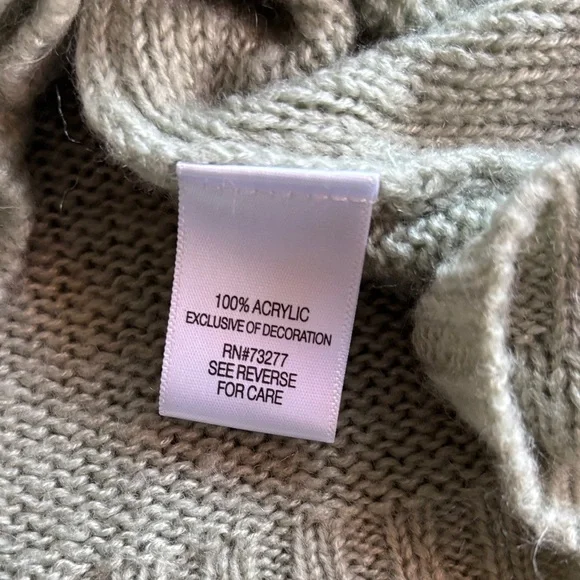 100% ACRYLIC
EXCLUSIVE OF DECORATION
RN#73277
SEE REVERSE
FOR CARE